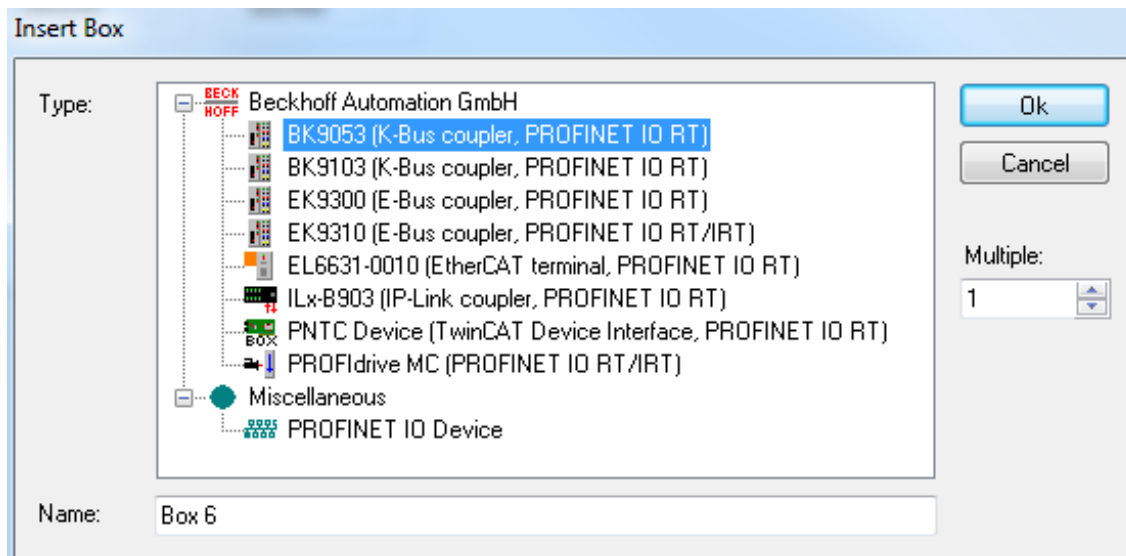 Insert Box
Type:
BECK
HOFF
Beckhoff Automation GmbH
BK9053 (K-Bus coupler, PROFINET IO RT)
BK9103 (K-Bus coupler, PROFINET IO RT)
EK9300 (E-Bus coupler, PROFINET IO RT)
EK9310 (E-Bus coupler, PROFINET IO RT/IRT)
EL6631-0010 (EtherCAT terminal, PROFINET IO RT)
ILx-B903 (IP-Link coupler, PROFINET IO RT)
BOX
PNTC Device (TwinCAT Device Interface, PROFINET IO RT)
PROFIdrive MC (PROFINET IO RT/IRT)
Miscellaneous
PROFINET IO Device
Ok
Cancel
Multiple:
1
Name:
Box 6